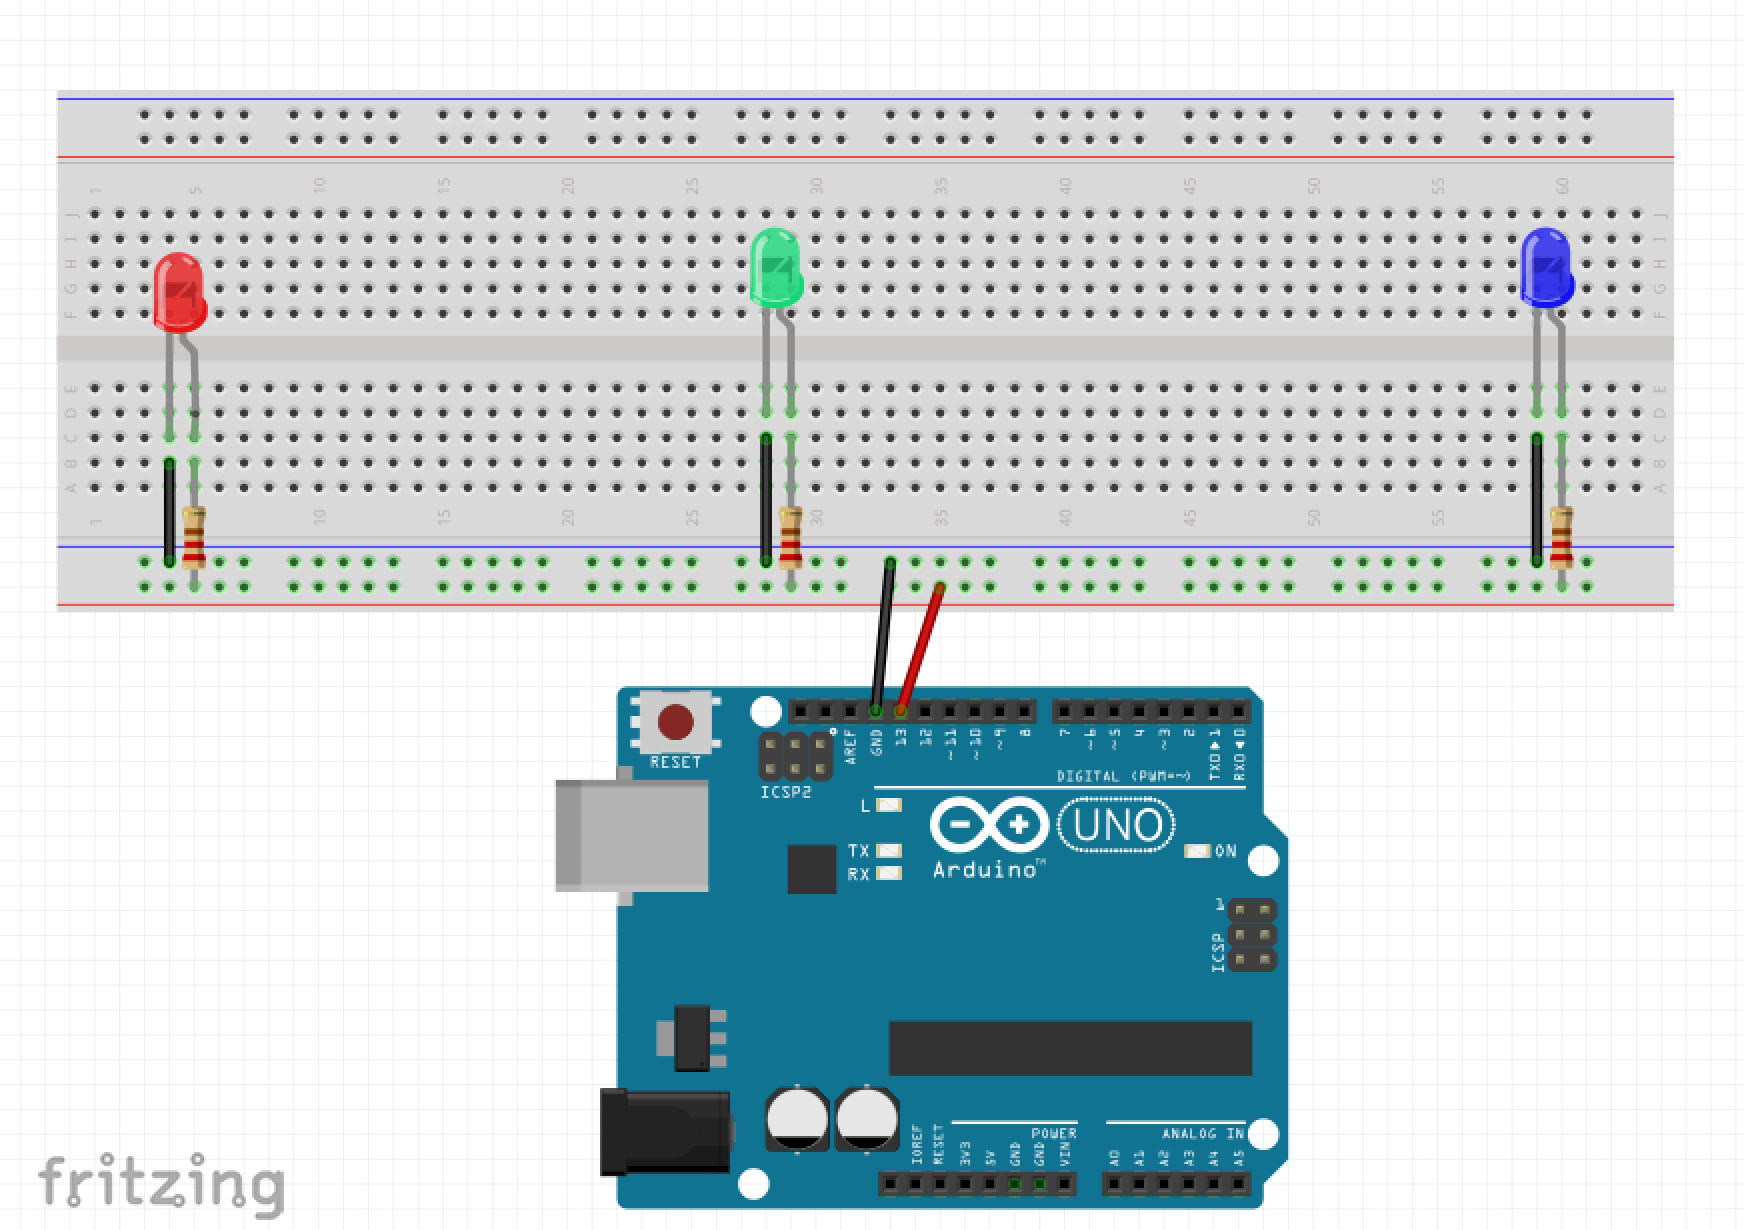 1 5 10 15 20 25 30 35 40 45 50 55 60
J J
I I
H H
G G
F F
E E
D D
C C
B B
A A
1 5 10 15 20 25 30 35 40 45 50 55 60
RESET
ICSP2
AREF GND 13 12 ~11 ~10 ~9 8 7 ~6 ~5 4 ~3 2 TX0▶1 RX0◀0
DIGITAL (PWM=~)
L
TX
RX
UNO
ON
Arduino™
1
ICSP
POWER
ANALOG IN
IOREF RESET 3V3 5V GND GND VIN A0 A1 A2 A3 A4 A5
fritzing